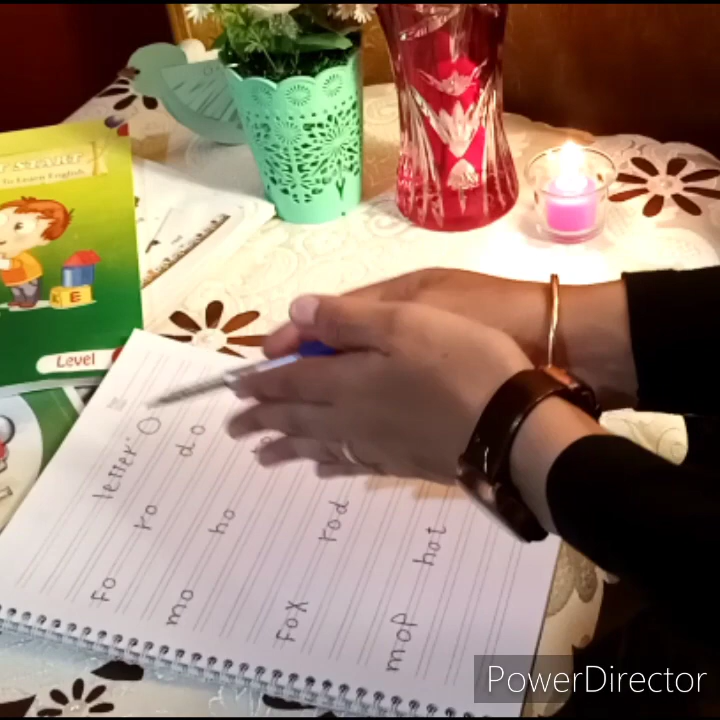 To Learn English
Level
letter: O
Fo ro do
mo ho
Fox rod
mop hot
PowerDirector